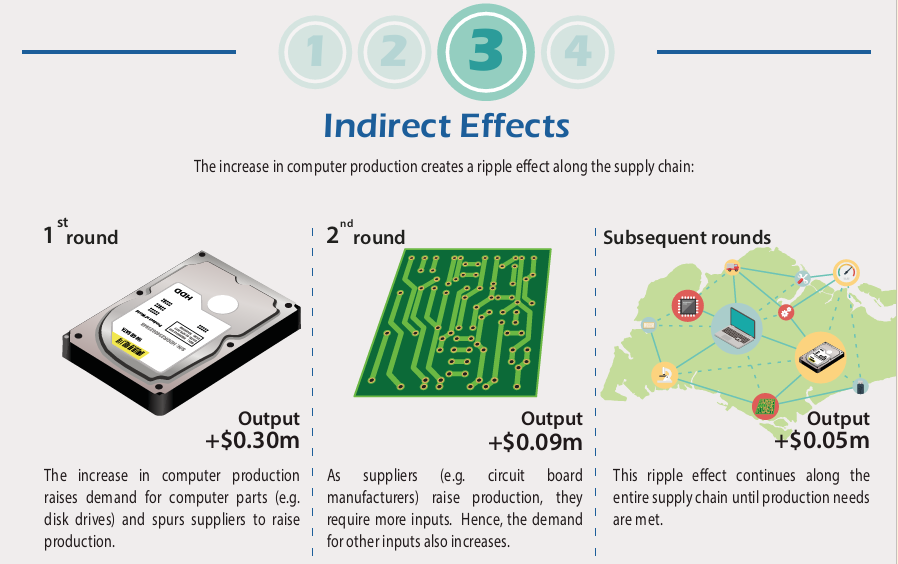 1 2 3 4
Indirect Effects
The increase in computer production creates a ripple effect along the supply chain:
1st round
HDD
Output
+$0.30m
The increase in computer production
raises demand for computer parts (e.g.
disk drives) and spurs suppliers to raise
production.
2nd round
Output
+$0.09m
As suppliers (e.g. circuit board
manufacturers) raise production, they
require more inputs. Hence, the demand
for other inputs also increases.
Subsequent rounds
Output
+$0.05m
This ripple effect continues along the
entire supply chain until production needs
are met.